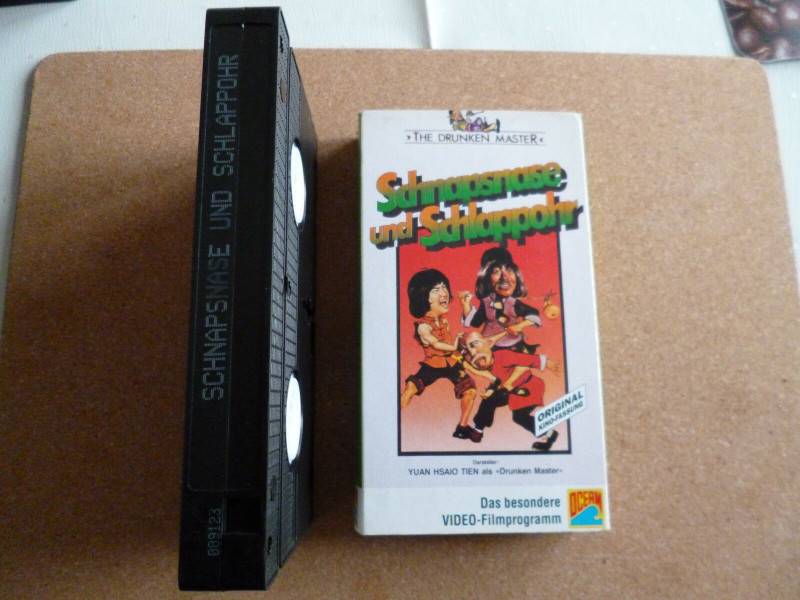 SCHNAPSNASE UND SCHLAPPOHR
089123
»THE DRUNKEN MASTER«
Schnapsnase
und Schlappohr
ORIGINAL
KINO-FASSUNG
Darsteller:
YUAN HSAIO TIEN als »Drunken Master«
Das besondere
VIDEO-Filmprogramm
OCEAN